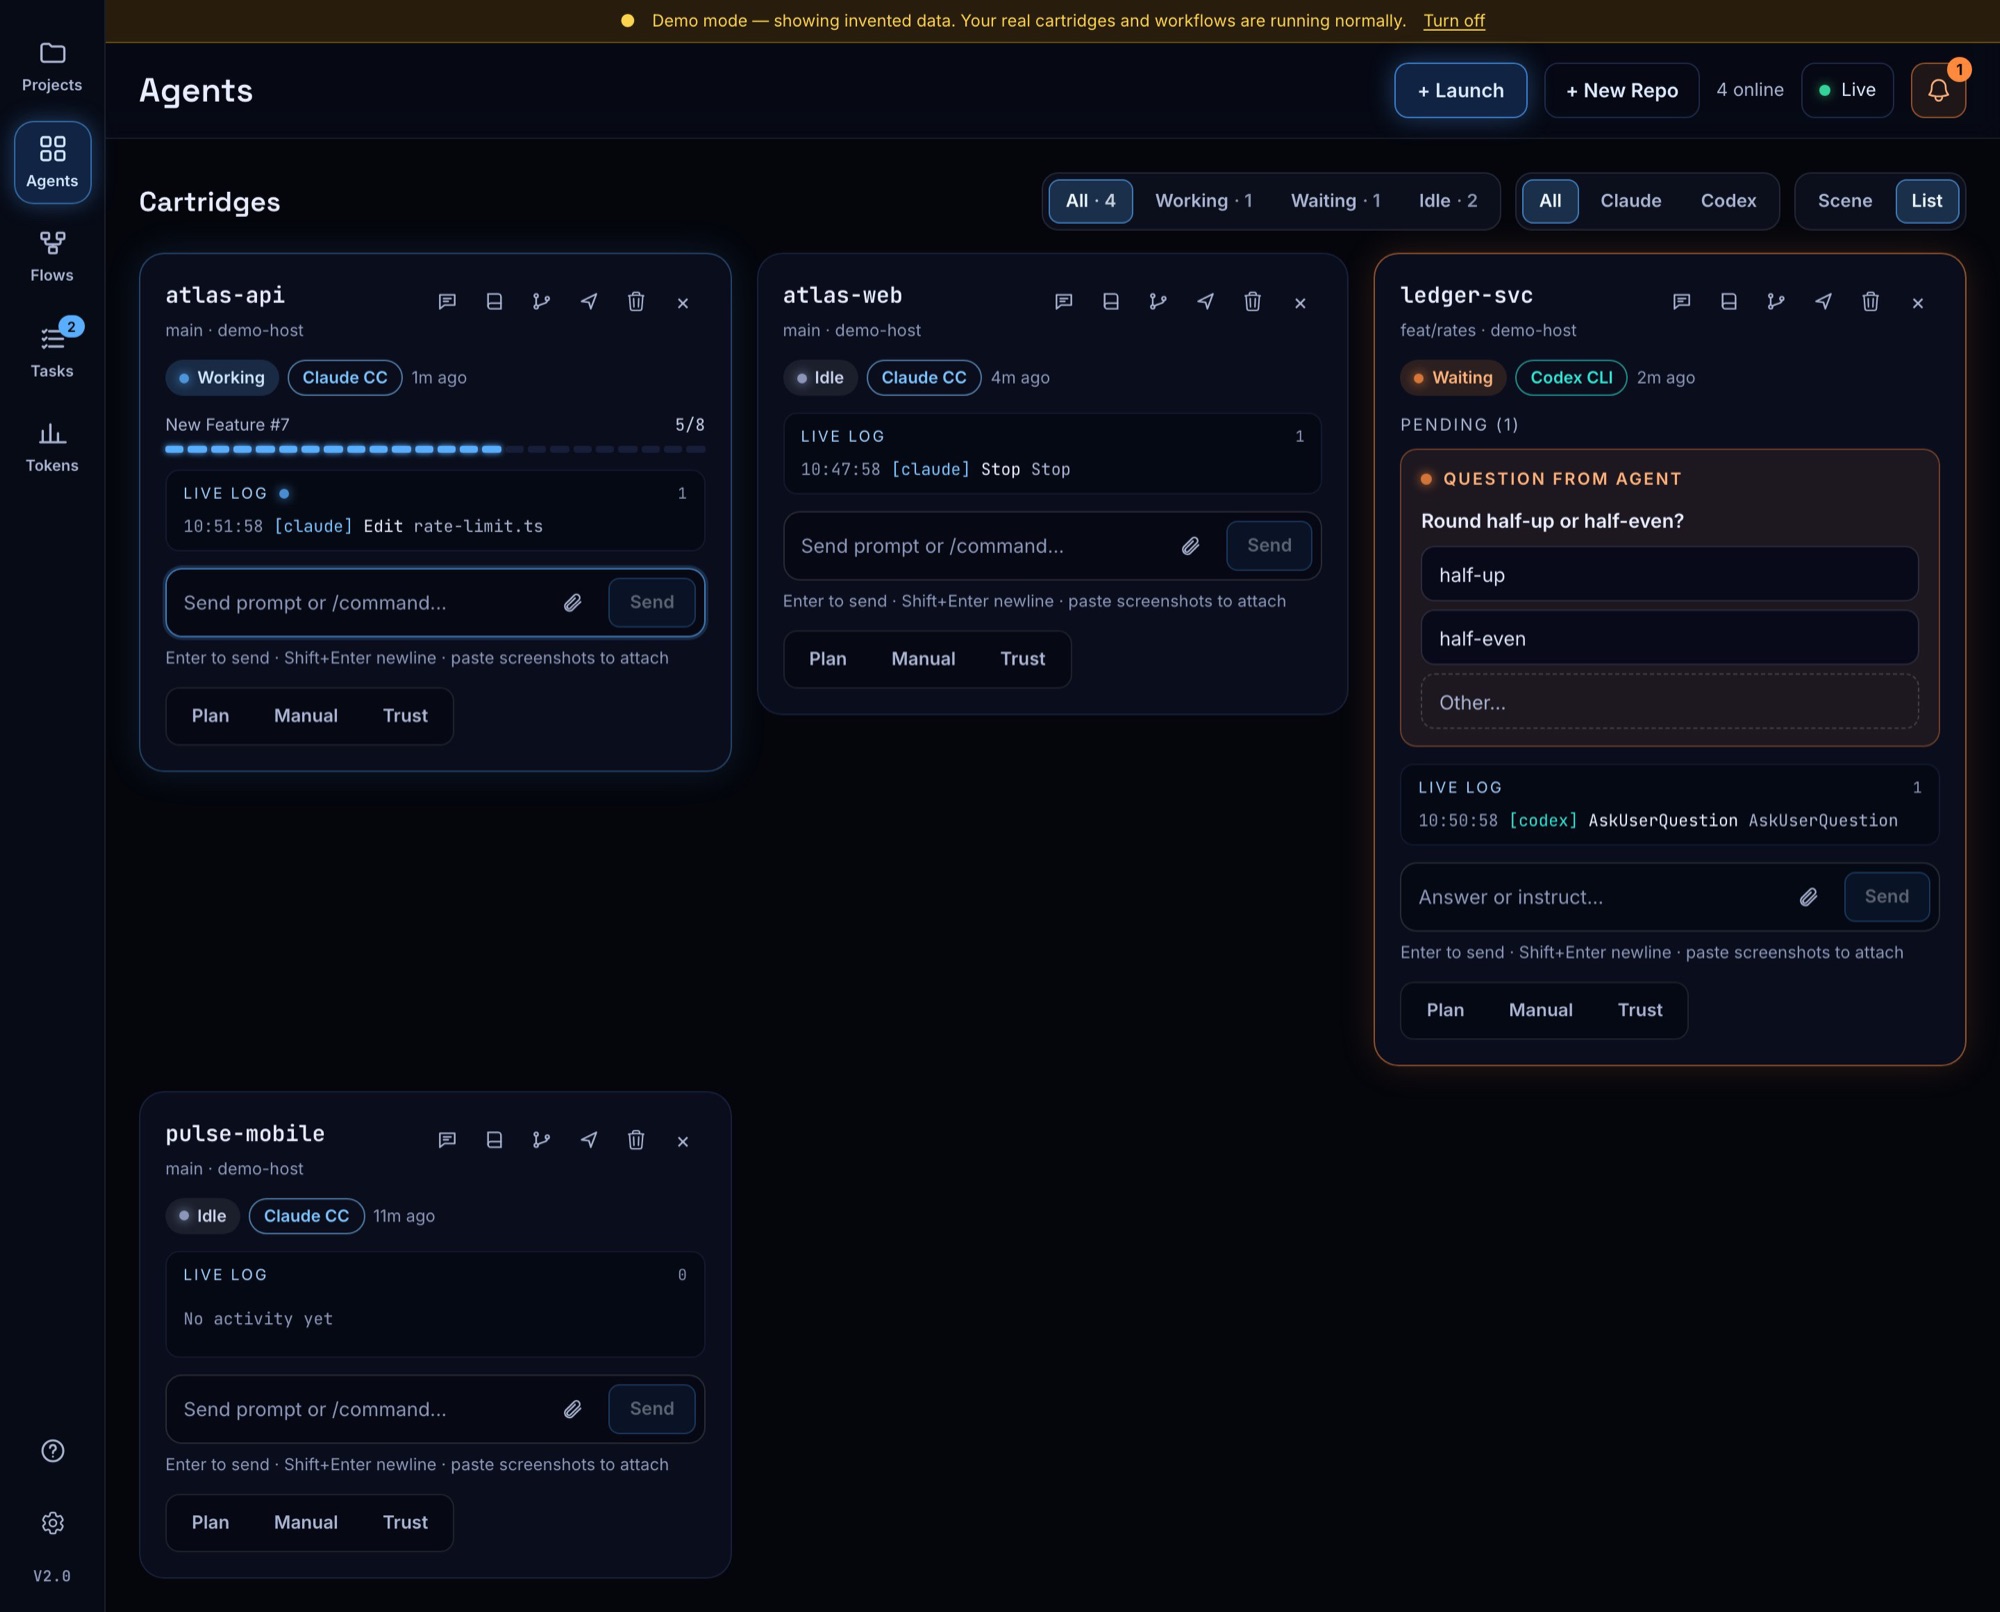 Demo mode — showing invented data. Your real cartridges and workflows are running normally. Turn off
Projects
Agents
Flows
2
Tasks
Tokens
V2.0
Agents
+ Launch
+ New Repo
4 online
Live
1
Cartridges
All · 4
Working · 1
Waiting · 1
Idle · 2
All
Claude
Codex
Scene
List
atlas-api
main · demo-host
Working
Claude CC
1m ago
New Feature #7
5/8
LIVE LOG
1
10:51:58 [claude] Edit rate-limit.ts
Send prompt or /command...
Send
Enter to send · Shift+Enter newline · paste screenshots to attach
Plan
Manual
Trust
atlas-web
main · demo-host
Idle
Claude CC
4m ago
LIVE LOG
1
10:47:58 [claude] Stop Stop
Send prompt or /command...
Send
Enter to send · Shift+Enter newline · paste screenshots to attach
Plan
Manual
Trust
ledger-svc
feat/rates · demo-host
Waiting
Codex CLI
2m ago
PENDING (1)
QUESTION FROM AGENT
Round half-up or half-even?
half-up
half-even
Other...
LIVE LOG
1
10:50:58 [codex] AskUserQuestion AskUserQuestion
Answer or instruct...
Send
Enter to send · Shift+Enter newline · paste screenshots to attach
Plan
Manual
Trust
pulse-mobile
main · demo-host
Idle
Claude CC
11m ago
LIVE LOG
0
No activity yet
Send prompt or /command...
Send
Enter to send · Shift+Enter newline · paste screenshots to attach
Plan
Manual
Trust